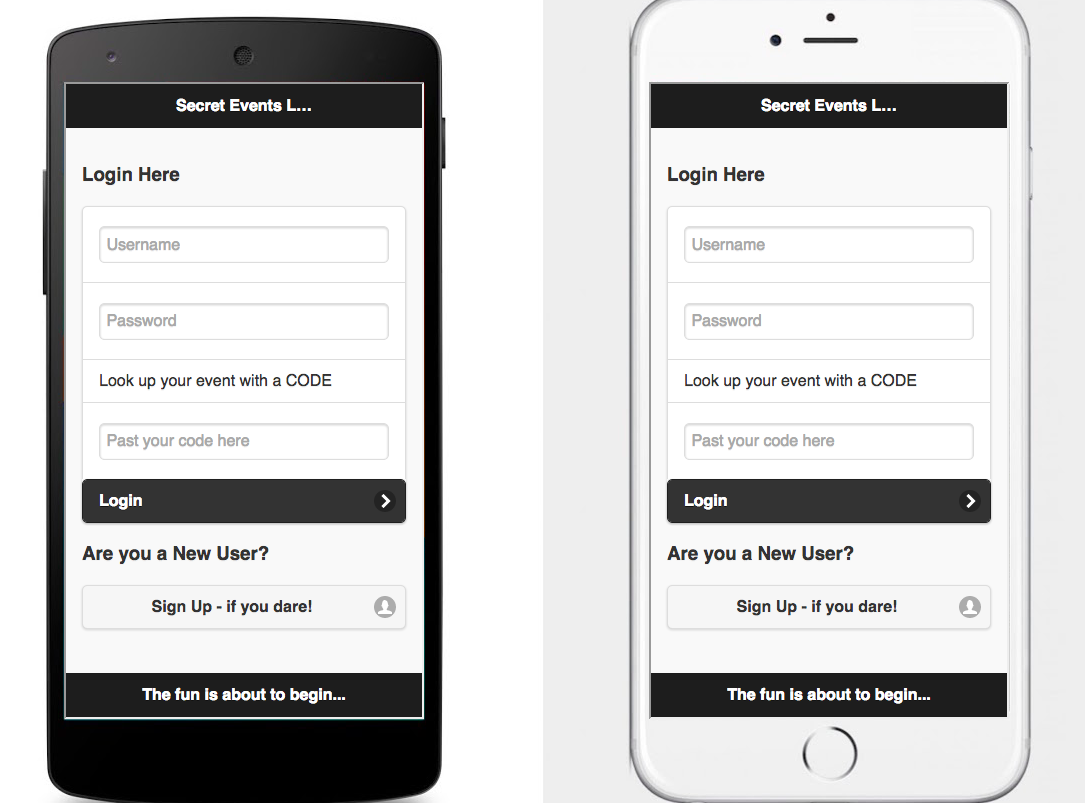 Secret Events L...
Login Here
Username
Password
Look up your event with a CODE
Past your code here
Login
Are you a New User?
Sign Up - if you dare!
The fun is about to begin...
Secret Events L...
Login Here
Username
Password
Look up your event with a CODE
Past your code here
Login
Are you a New User?
Sign Up - if you dare!
The fun is about to begin...